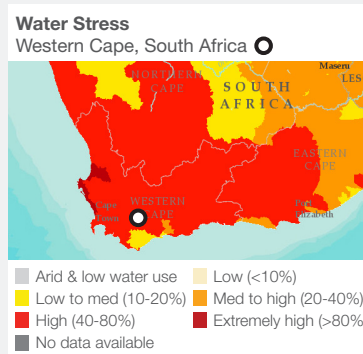 Water Stress
Western Cape, South Africa
Maseru
LES
NORTHERN
CAPE
SOUTH
AFRICA
EASTERN
CAPE
WESTERN
CAPE
Cape
Town
Port
Elizabeth
Arid & low water use
Low (<10%)
Low to med (10-20%)
Med to high (20-40%)
High (40-80%)
Extremely high (>80%
No data available